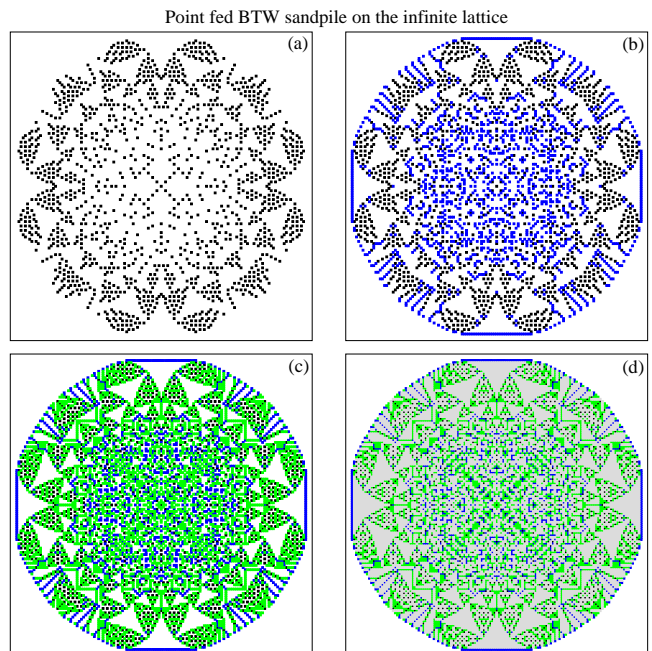 Point fed BTW sandpile on the infinite lattice
(a)
(b)
(c)
(d)